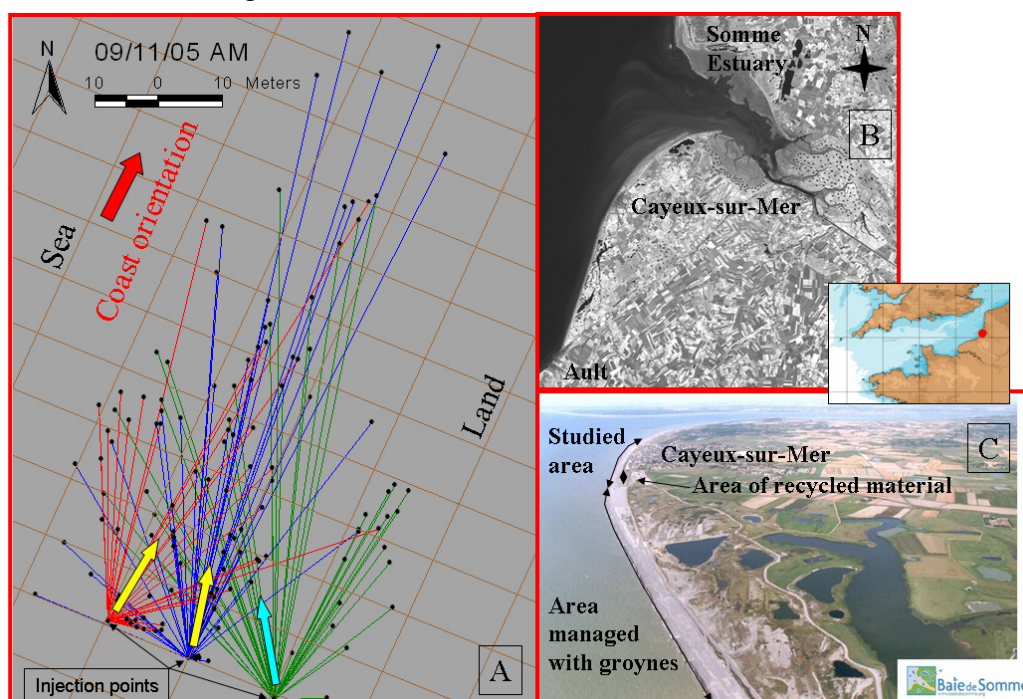 N
09/11/05 AM
10 0 10 Meters
Sea
Coast orientation
Land
Injection points
A
Somme
Estuary
N
B
Cayeux-sur-Mer
Ault
Studied
area
Cayeux-sur-Mer
Area of recycled material
C
Area
managed
with groynes
Baie de Somme